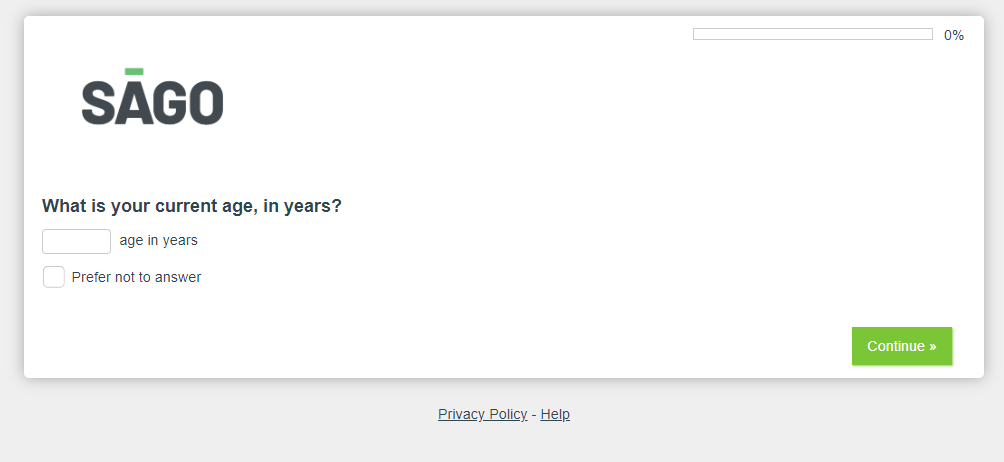 0%
SĀGO
What is your current age, in years?
age in years
Prefer not to answer
Continue »
Privacy Policy - Help